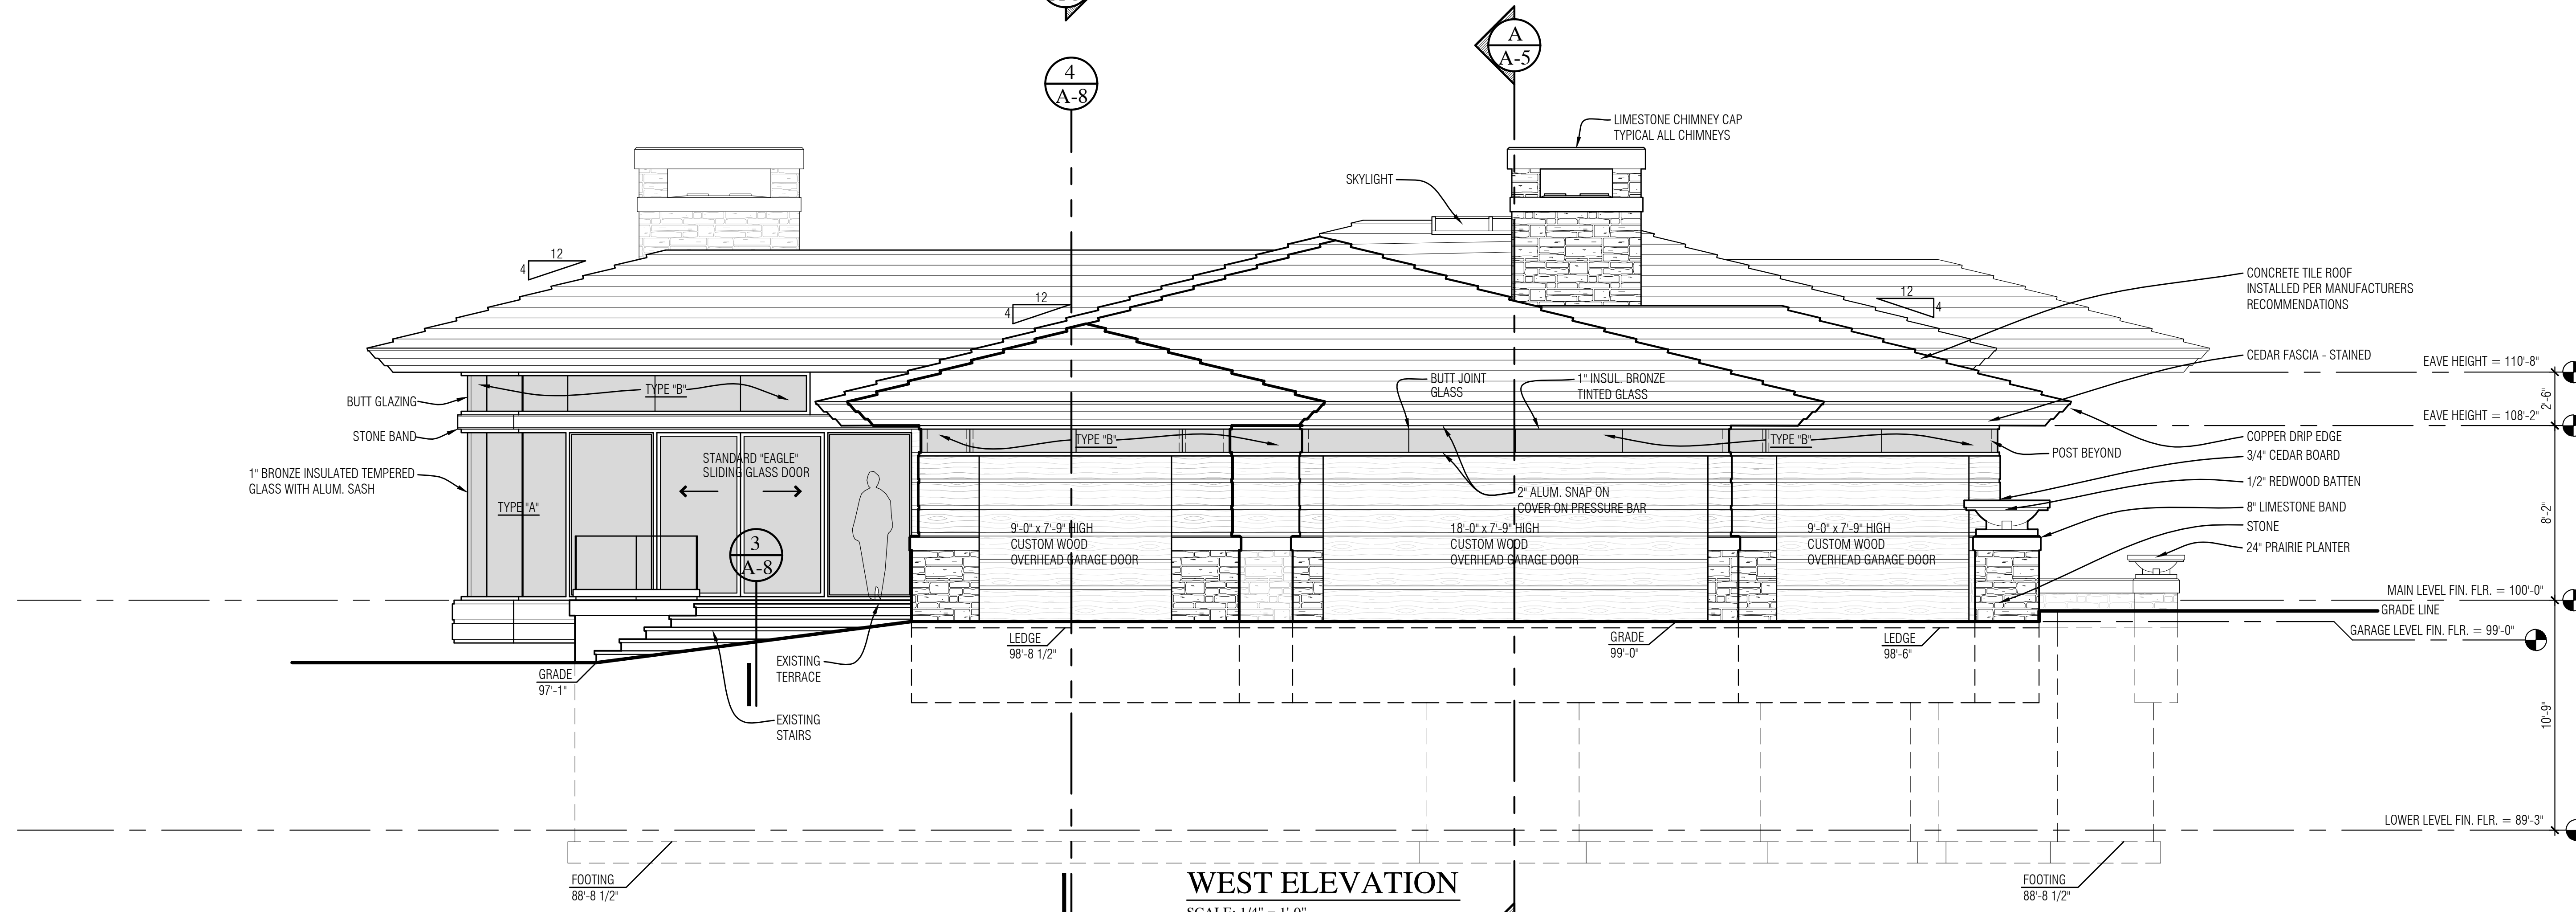 A
A-5
4
A-8
LIMESTONE CHIMNEY CAP
TYPICAL ALL CHIMNEYS
SKYLIGHT
12
4
12
4
12
4
CONCRETE TILE ROOF
INSTALLED PER MANUFACTURERS
RECOMMENDATIONS
CEDAR FASCIA - STAINED
EAVE HEIGHT = 110'-8"
2'-6"
EAVE HEIGHT = 108'-2"
BUTT GLAZING
TYPE "B"
BUTT JOINT
GLASS
1" INSUL. BRONZE
TINTED GLASS
STONE BAND
TYPE "B"
TYPE "B"
COPPER DRIP EDGE
POST BEYOND
3/4" CEDAR BOARD
STANDARD "EAGLE"
SLIDING GLASS DOOR
1" BRONZE INSULATED TEMPERED
GLASS WITH ALUM. SASH
1/2" REDWOOD BATTEN
TYPE "A"
2" ALUM. SNAP ON
COVER ON PRESSURE BAR
8" LIMESTONE BAND
8'-2"
STONE
9'-0" x 7'-9" HIGH
CUSTOM WOOD
OVERHEAD GARAGE DOOR
18'-0" x 7'-9" HIGH
CUSTOM WOOD
OVERHEAD GARAGE DOOR
9'-0" x 7'-9" HIGH
CUSTOM WOOD
OVERHEAD GARAGE DOOR
24" PRAIRIE PLANTER
3
A-8
MAIN LEVEL FIN. FLR. = 100'-0"
GRADE LINE
GARAGE LEVEL FIN. FLR. = 99'-0"
LEDGE
98'-8 1/2"
GRADE
99'-0"
LEDGE
98'-6"
GRADE
97'-1"
EXISTING
TERRACE
EXISTING
STAIRS
10'-9"
LOWER LEVEL FIN. FLR. = 89'-3"
FOOTING
88'-8 1/2"
FOOTING
88'-8 1/2"
WEST ELEVATION
SCALE: 1/4" = 1'-0"